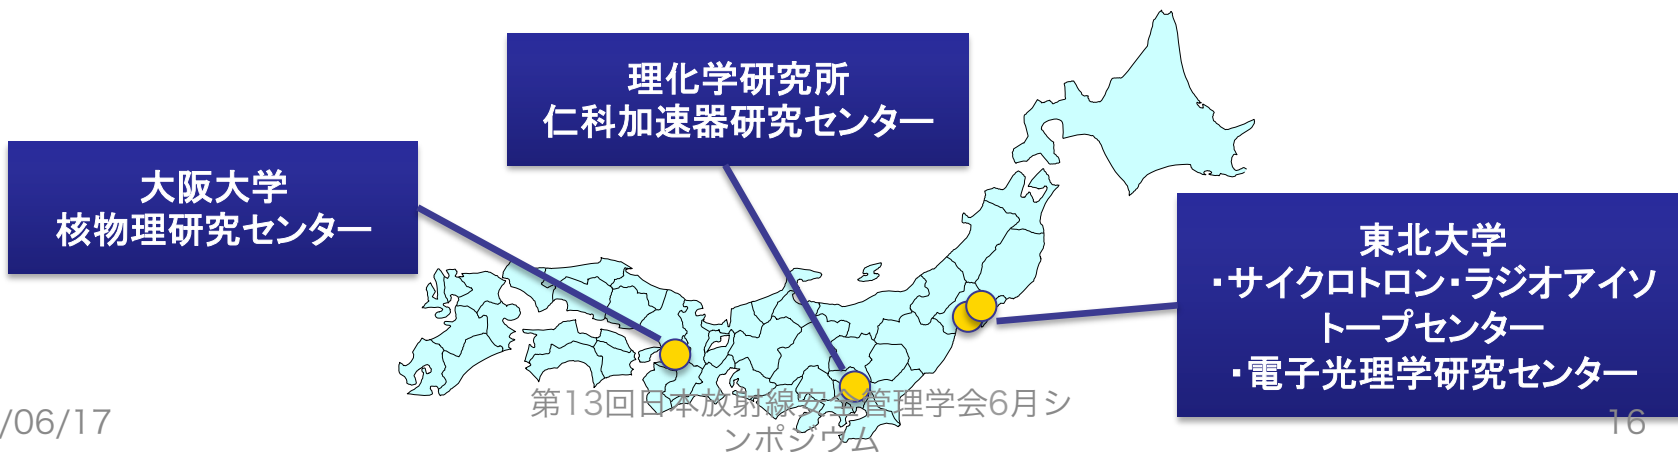 理化学研究所
仁科加速器研究センター
大阪大学
核物理研究センター
東北大学
・サイクロトロン・ラジオアイソ
トープセンター
・電子光理学研究センター
/06/17
第13回日本放射線安全管理学会6月シ
ンポジウム
16